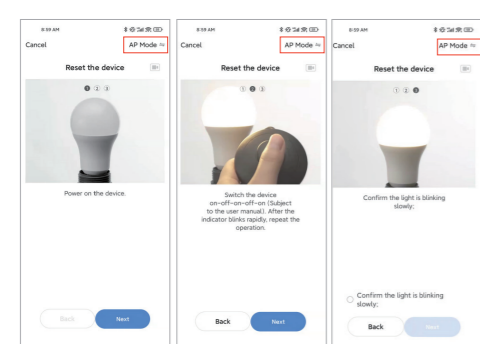 8:59 AM
Cancel
AP Mode
Reset the device
1 2 3
Power on the device.
Back
Next
8:59 AM
Cancel
AP Mode
Reset the device
1 2 3
Switch the device
on-off-on-off-on (Subject
to the user manual). After the
indicator blinks rapidly, repeat the
operation.
Back
Next
8:59 AM
Cancel
AP Mode
Reset the device
1 2 3
Confirm the light is blinking
slowly;
Confirm the light is blinking
slowly;
Back
Next